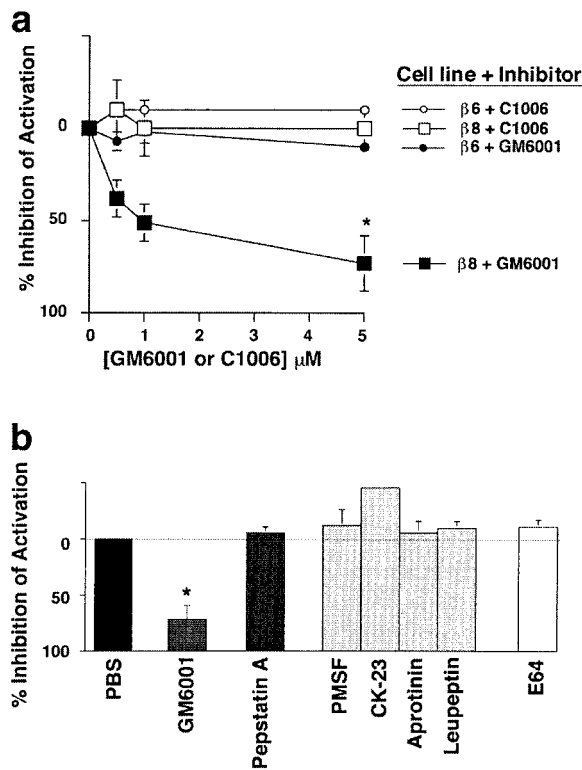 a
% Inhibition of Activation
0
50
100
0 1 2 3 4 5
[GM6001 or C1006] μM
*
Cell line + Inhibitor
β6 + C1006
β8 + C1006
β6 + GM6001
β8 + GM6001
b
% Inhibition of Activation
0
50
100
*
PBS
GM6001
Pepstatin A
PMSF
CK-23
Aprotinin
Leupeptin
E64